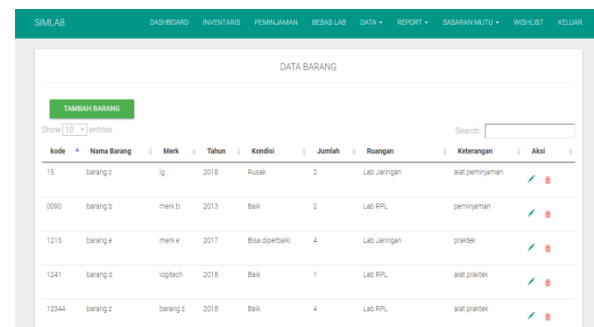 SIMLAB DASHBOARD INVENTARIS PEMINJAMAN BEBAS LAB DATA REPORT SASARAN MUTU WISHLIST KELUAR
DATA BARANG
TAMBAH BARANG
Show 10 entries Search:
kode Nama Barang Merk Tahun Kondisi Jumlah Ruangan Keterangan Aksi
15 barang c lg 2018 Rusak 2 Lab Jaringan alat peminjaman
0090 barang b merk b 2013 Baik 2 Lab RPL peminjaman
1215 barang e merk e 2017 Bisa diperbaiki 4 Lab Jaringan praktek
1241 barang d logitech 2018 Baik 1 Lab RPL alat praktek
12344 barang z barang z 2018 Baik 4 Lab RPL alat praktek